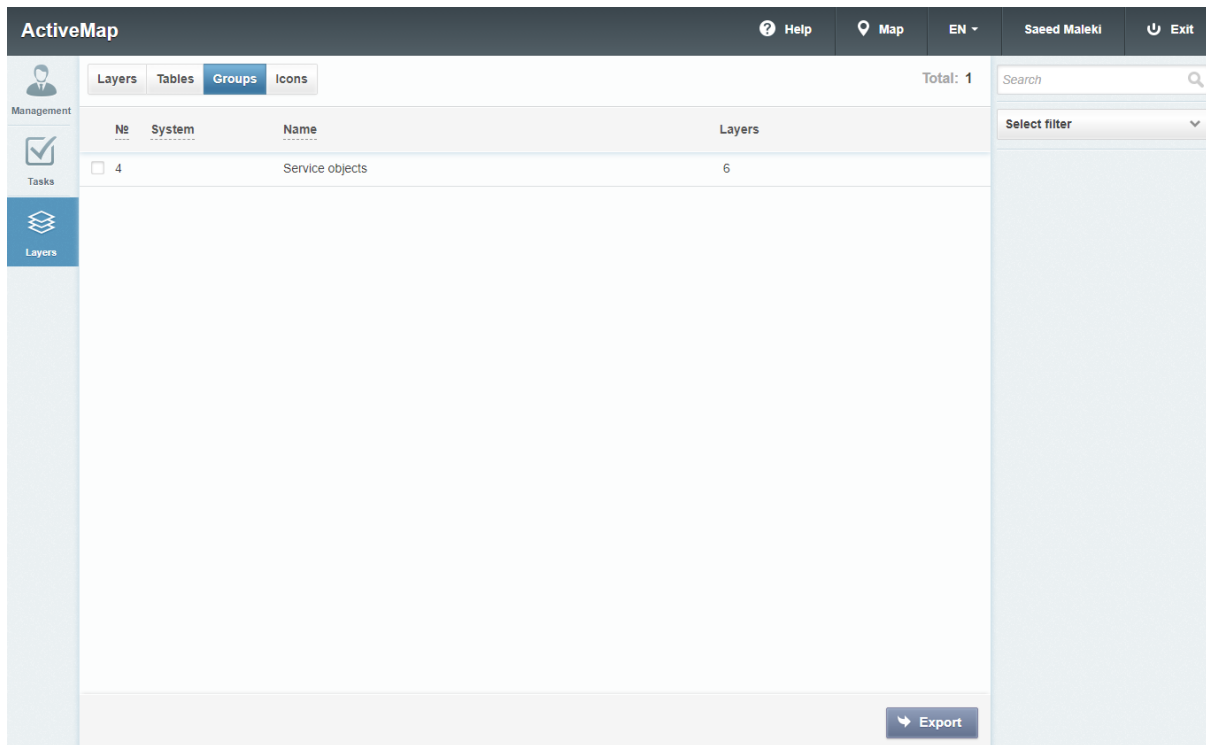 ActiveMap Help Map EN Saeed Maleki Exit
Management
Tasks
Layers
Layers Tables Groups Icons Total: 1
№ System Name Layers
4 Service objects 6
Export
Search
Select filter